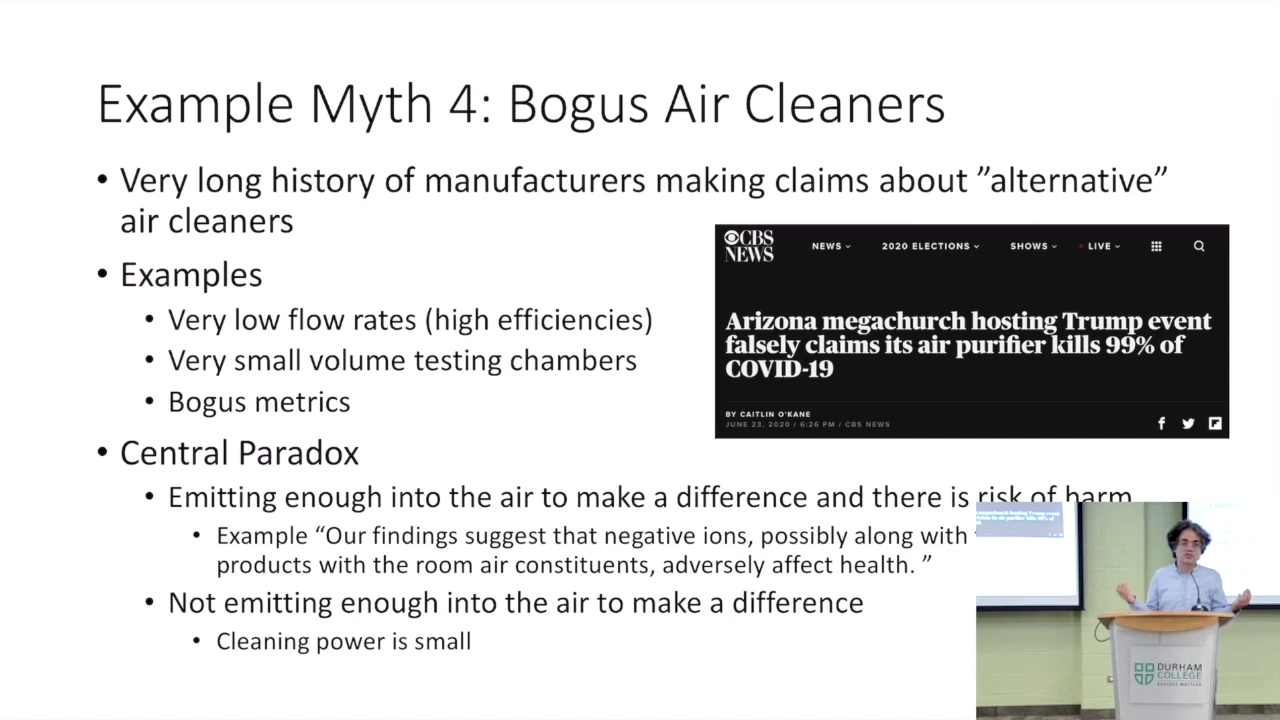 Example Myth 4: Bogus Air Cleaners
• Very long history of manufacturers making claims about ”alternative”
air cleaners
• Examples
• Very low flow rates (high efficiencies)
• Very small volume testing chambers
• Bogus metrics
CBS
NEWS
NEWS
2020 ELECTIONS
SHOWS
LIVE
Arizona megachurch hosting Trump event
falsely claims its air purifier kills 99% of
COVID-19
BY CAITLIN O'KANE
JUNE 23, 2020 / 6:26 PM / CBS NEWS
• Central Paradox
• Emitting enough into the air to make a difference and there is risk of harm
• Example “Our findings suggest that negative ions, possibly along with
products with the room air constituents, adversely affect health. ”
• Not emitting enough into the air to make a difference
• Cleaning power is small
DURHAM
COLLEGE
SUCCESS MATTERS